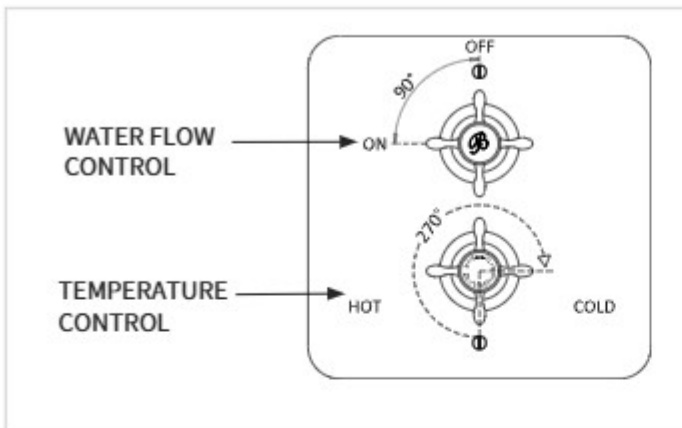 OFF
90°
WATER FLOW
CONTROL
ON
B
270°
TEMPERATURE
CONTROL
HOT
COLD